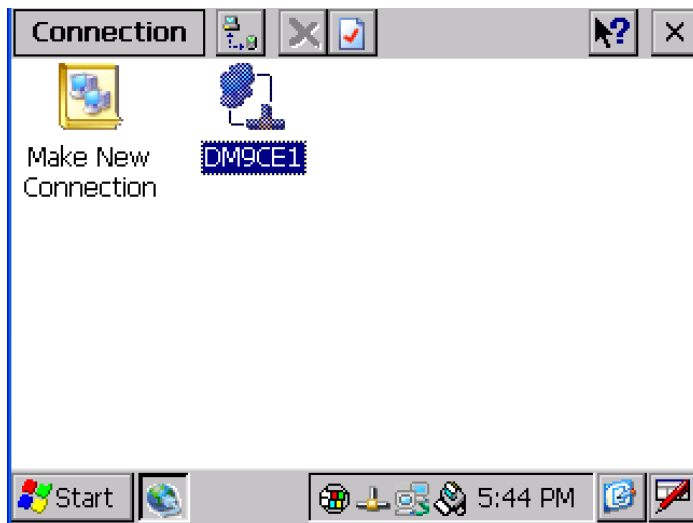 Connection
?
×
Make New
Connection
DM9CE1
Start
5:44 PM